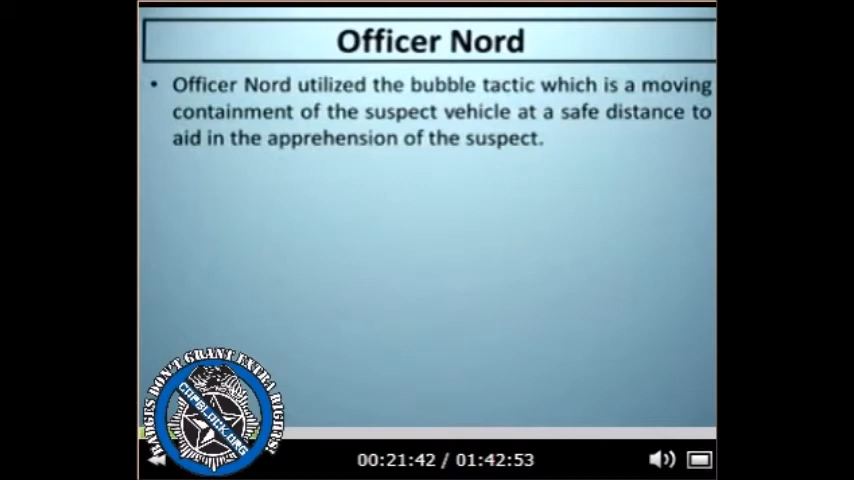 Officer Nord
• Officer Nord utilized the bubble tactic which is a moving
containment of the suspect vehicle at a safe distance to
aid in the apprehension of the suspect.
BADGES DON'T GRANT EXTRA RIGHTS!
COPBLOCK.ORG
00:21:42 / 01:42:53